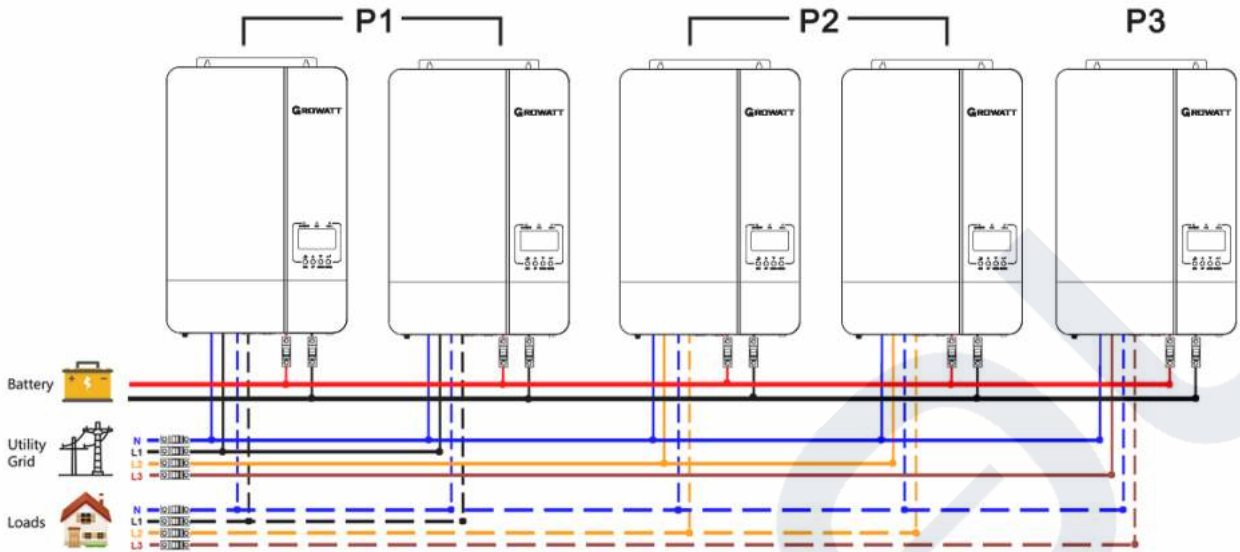 P1 P2 P3
GROWATT GROWATT GROWATT GROWATT GROWATT
Battery
Utility
Grid
N
L1
L2
L3
Loads
N
L1
L2
L3